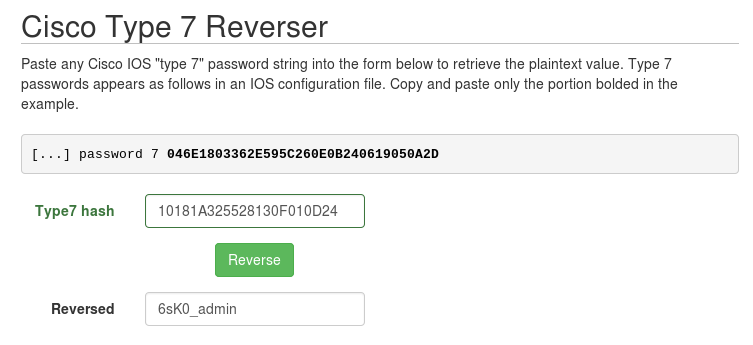 Cisco Type 7 Reverser
Paste any Cisco IOS "type 7" password string into the form below to retrieve the plaintext value. Type 7
passwords appears as follows in an IOS configuration file. Copy and paste only the portion bolded in the
example.
[...] password 7 046E1803362E595C260E0B240619050A2D
Type7 hash 10181A325528130F010D24
Reverse
Reversed 6sK0_admin